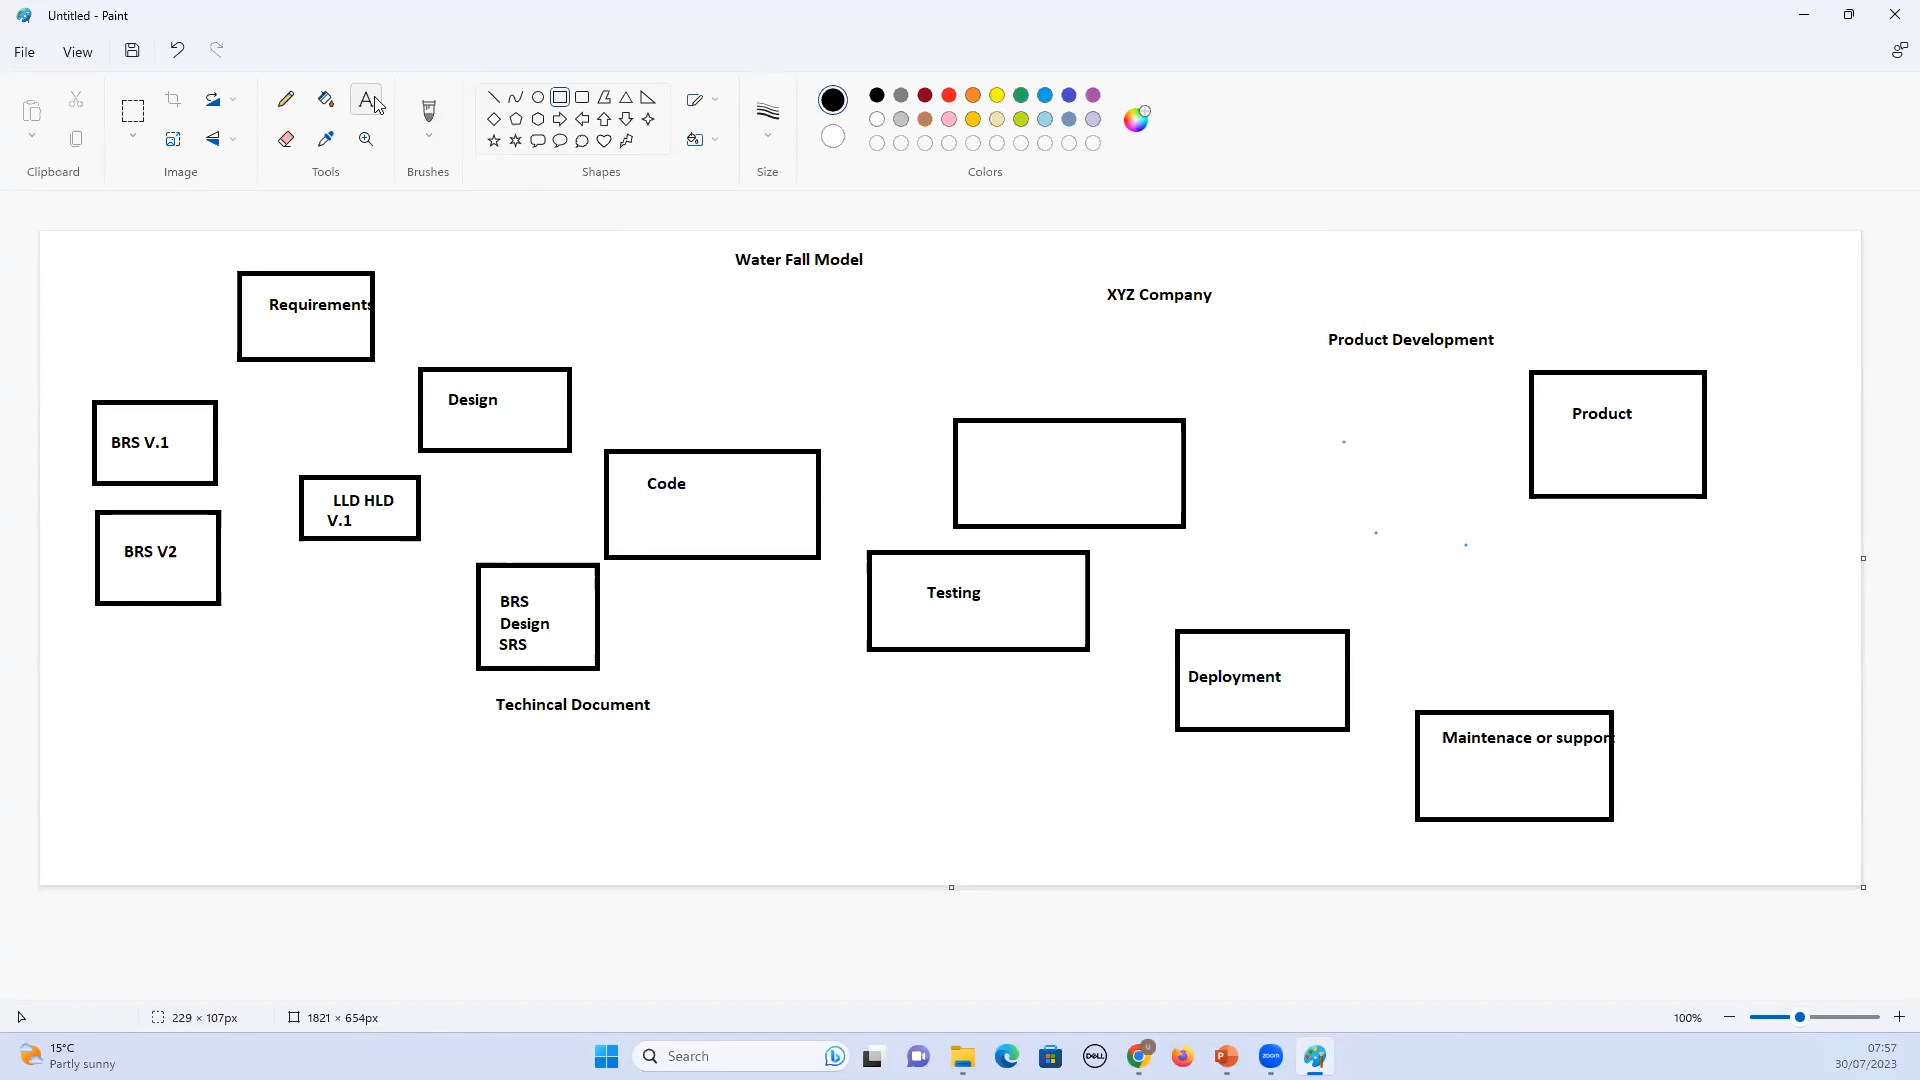 Untitled - Paint
File
View
Clipboard
Image
Tools
Brushes
Shapes
Size
Colors
Water Fall Model
XYZ Company
Requirements
Product Development
Design
Product
BRS V.1
Code
LLD HLD
V.1
BRS V2
Testing
BRS
Design
SRS
Deployment
Techincal Document
Maintenace or support
229 × 107px
1821 × 654px
100%
15°C
Partly sunny
Search
DELL
zoom
07:57
30/07/2023